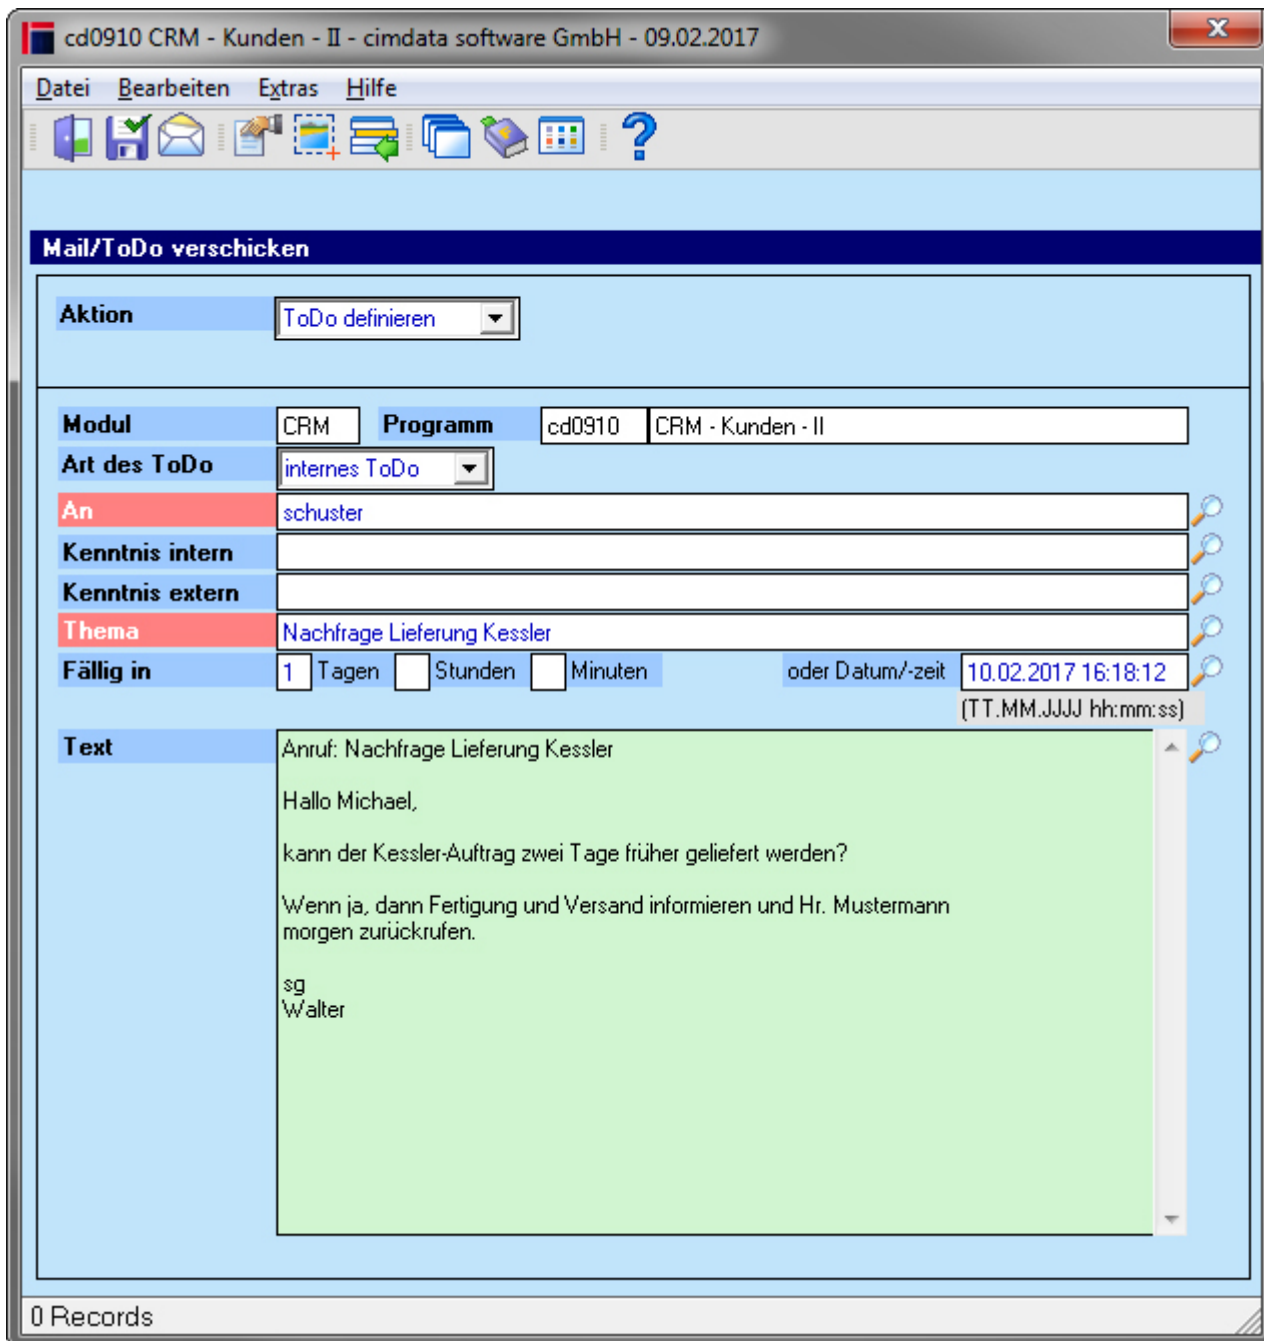 cd0910 CRM - Kunden - II - cimdata software GmbH - 09.02.2017
Datei Bearbeiten Extras Hilfe
Mail/ToDo verschicken
Aktion ToDo definieren
Modul CRM Programm cd0910 CRM - Kunden - II
Art des ToDo internes ToDo
An schuster
Kenntnis intern
Kenntnis extern
Thema Nachfrage Lieferung Kessler
Fällig in 1 Tagen Stunden Minuten oder Datum/-zeit 10.02.2017 16:18:12
(TT.MM.JJJJ hh:mm:ss)
Text Anruf: Nachfrage Lieferung Kessler
Hallo Michael,
kann der Kessler-Auftrag zwei Tage früher geliefert werden?
Wenn ja, dann Fertigung und Versand informieren und Hr. Mustermann
morgen zurückrufen.
sg
Walter
0 Records